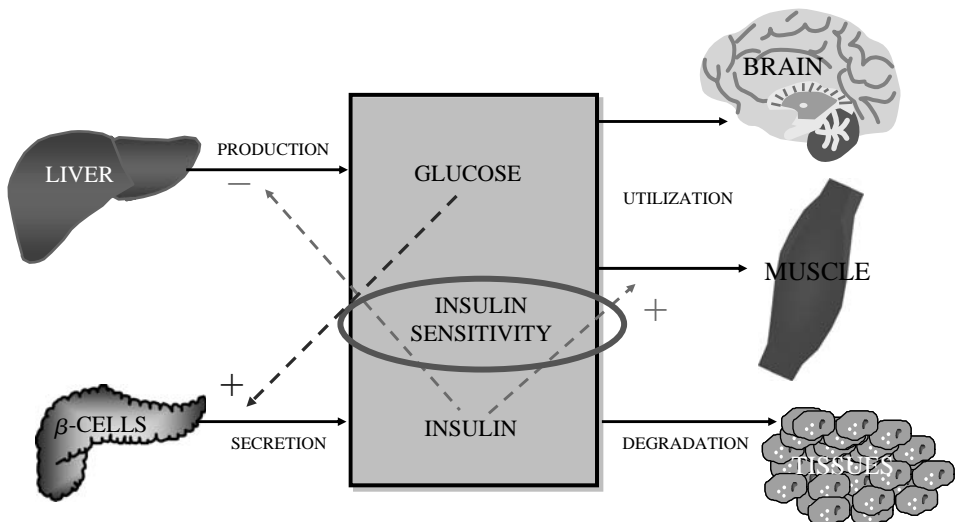 BRAIN
PRODUCTION
LIVER
GLUCOSE
−
UTILIZATION
MUSCLE
INSULIN
SENSITIVITY
+
+
β-CELLS
INSULIN
SECRETION
DEGRADATION
TISSUES